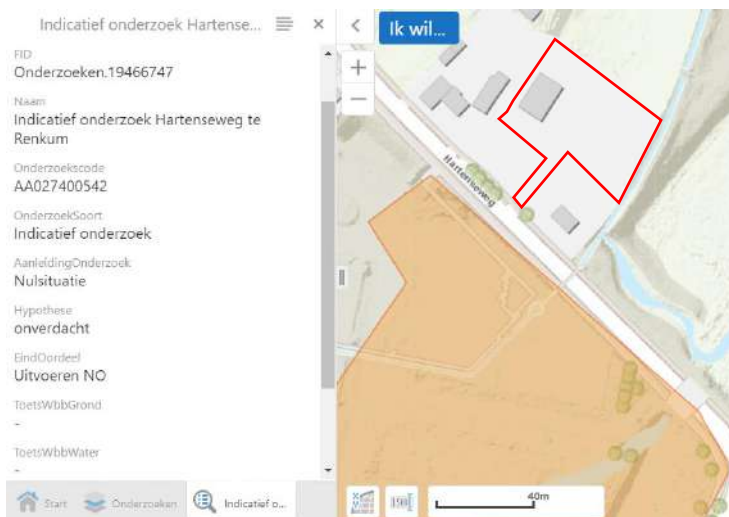 Indicatief onderzoek Hartense...
FID
Onderzoeken.19466747
Naam
Indicatief onderzoek Hartenseweg te
Renkum
Onderzoekscode
AA027400542
OnderzoekSoort
Indicatief onderzoek
AanleidingOnderzoek
Nulsituatie
Hypothese
onverdacht
EindOordeel
Uitvoeren NO
ToetsWbbGrond
-
ToetsWbbWater
-
Start
Onderzoeken
Indicatief o...
Ik wil...
Hartenseweg
40m